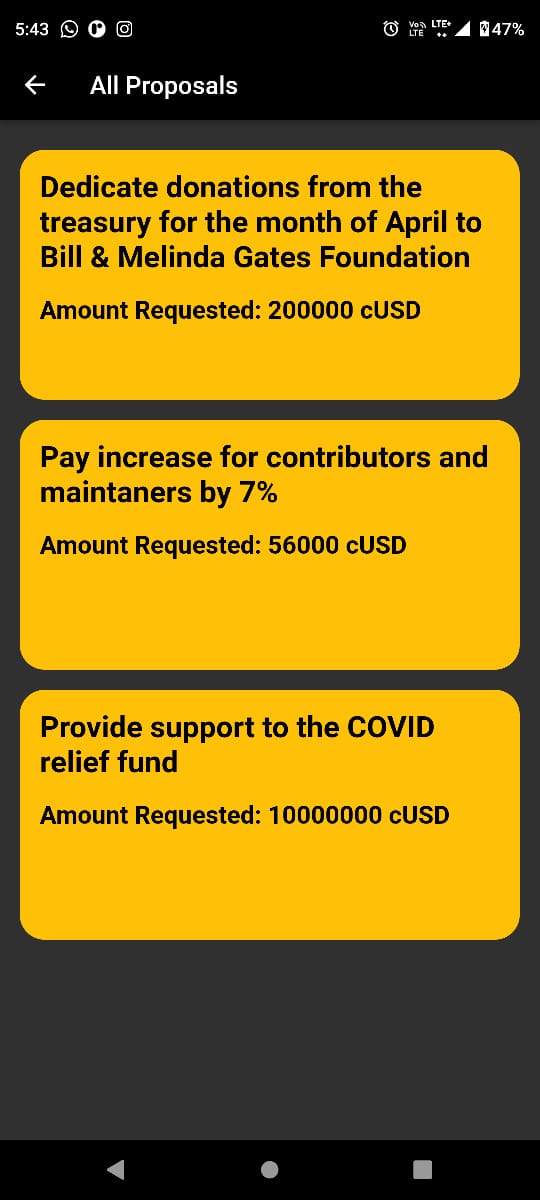 5:43
Vo)) LTE LTE+ 47%
All Proposals
Dedicate donations from the
treasury for the month of April to
Bill & Melinda Gates Foundation
Amount Requested: 200000 cUSD
Pay increase for contributors and
maintaners by 7%
Amount Requested: 56000 cUSD
Provide support to the COVID
relief fund
Amount Requested: 10000000 cUSD